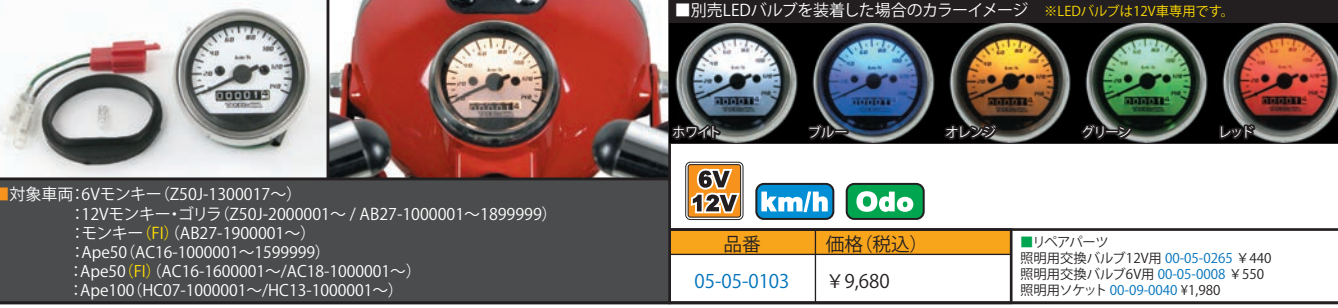 ■別売LEDバルブを装着した場合のカラーイメージ ※LEDバルブは12V車専用です。
ホワイト
ブルー
オレンジ
グリーン
レッド
■対象車両:6Vモンキー(Z50J-1300017～)
:12Vモンキー・ゴリラ(Z50J-2000001～ / AB27-1000001～1899999)
:モンキー(FI) (AB27-1900001～)
:Ape50(AC16-1000001～1599999)
:Ape50(FI) (AC16-1600001～/AC18-1000001～)
:Ape100(HC07-1000001～/HC13-1000001～)
6V
12V
km/h
Odo
品番 価格(税込)
05-05-0103 ￥9,680
■リペアパーツ
照明用交換バルブ12V用 00-05-0265 ￥440
照明用交換バルブ6V用 00-05-0008 ￥550
照明用ソケット 00-09-0040 ¥1,980